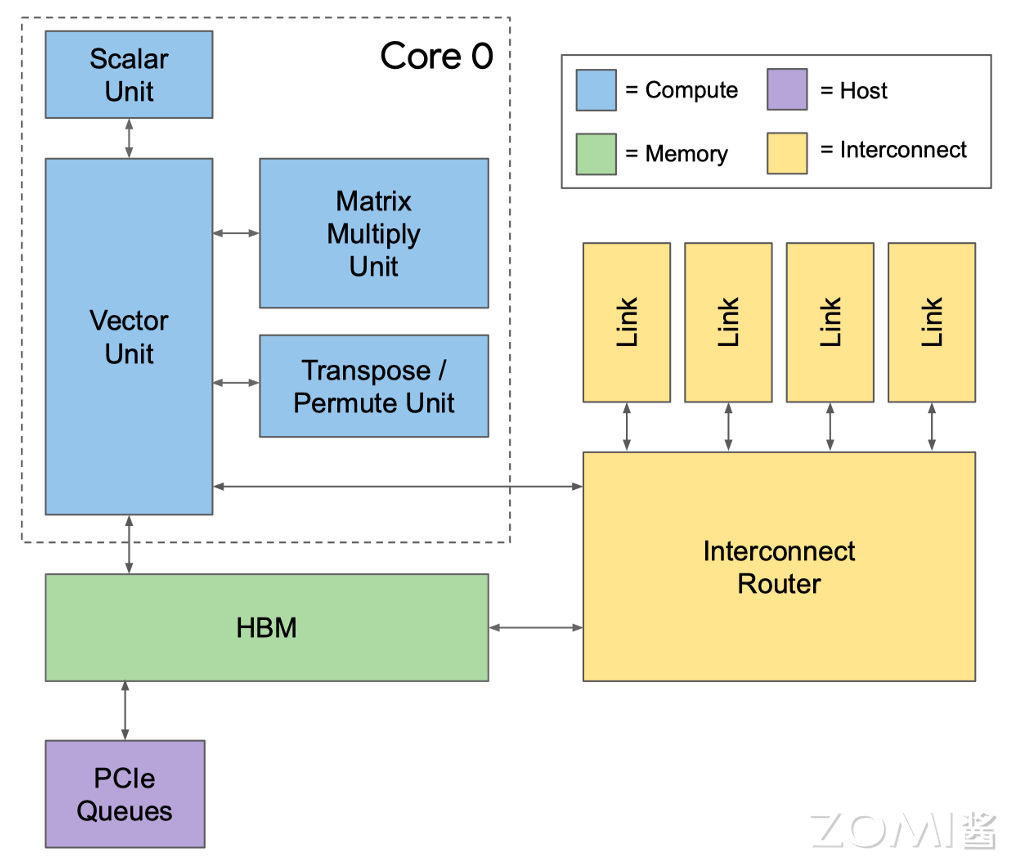 Scalar
Unit
Core 0
= Compute
= Host
= Memory
= Interconnect
Vector
Unit
Matrix
Multiply
Unit
Transpose /
Permute Unit
Link
Link
Link
Link
Interconnect
Router
HBM
PCIe
Queues
ZOMI酱